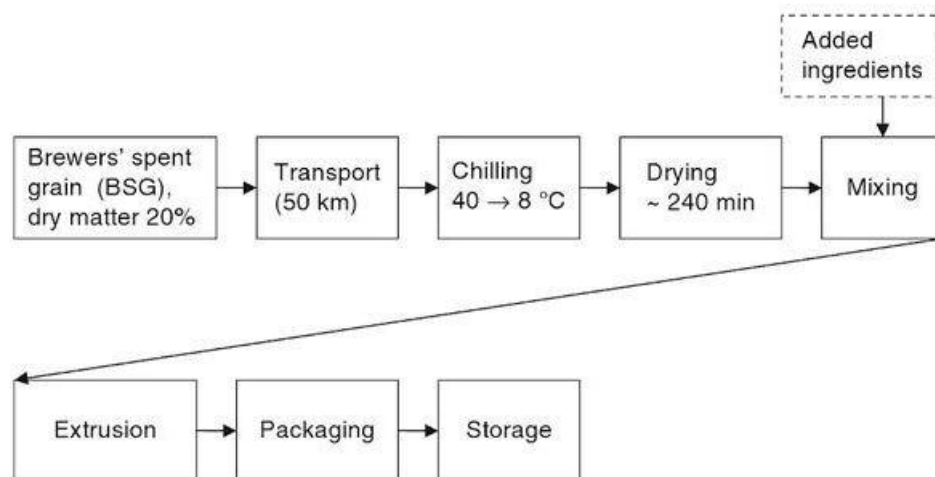 Added
ingredients
Brewers' spent
grain (BSG),
dry matter 20%
Transport
(50 km)
Chilling
40 → 8 °C
Drying
~ 240 min
Mixing
Extrusion
Packaging
Storage